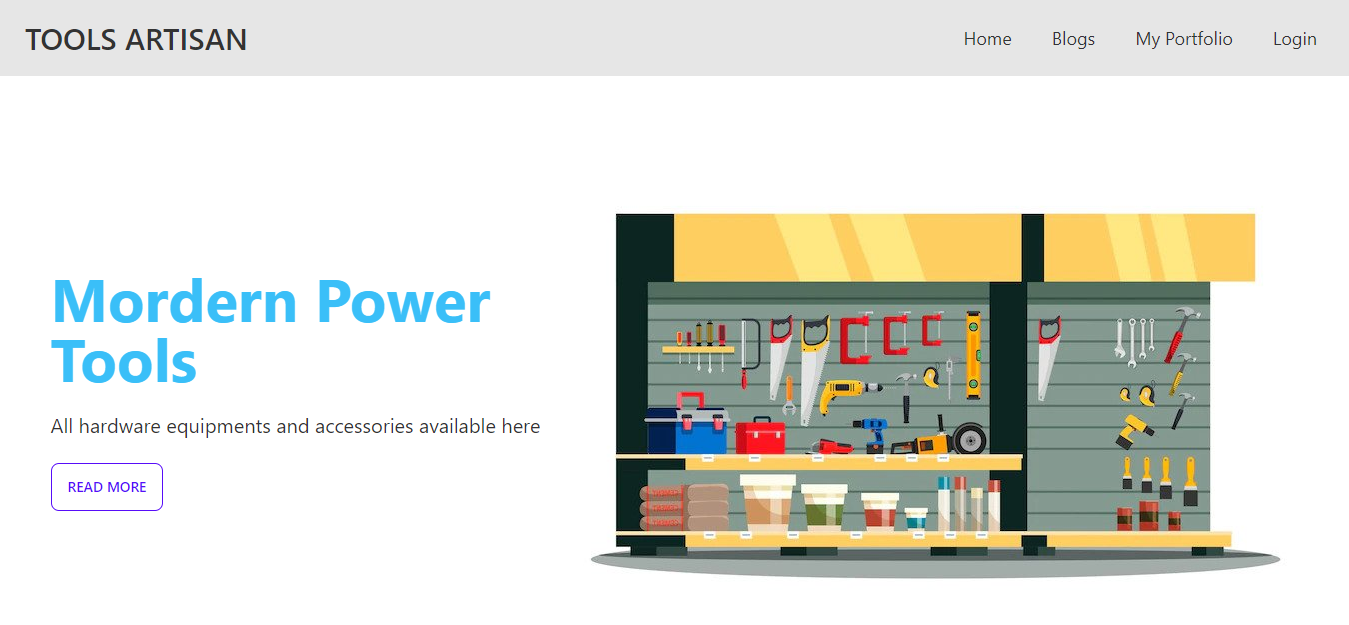 TOOLS ARTISAN
Home Blogs My Portfolio Login
Mordern Power
Tools
All hardware equipments and accessories available here
READ MORE